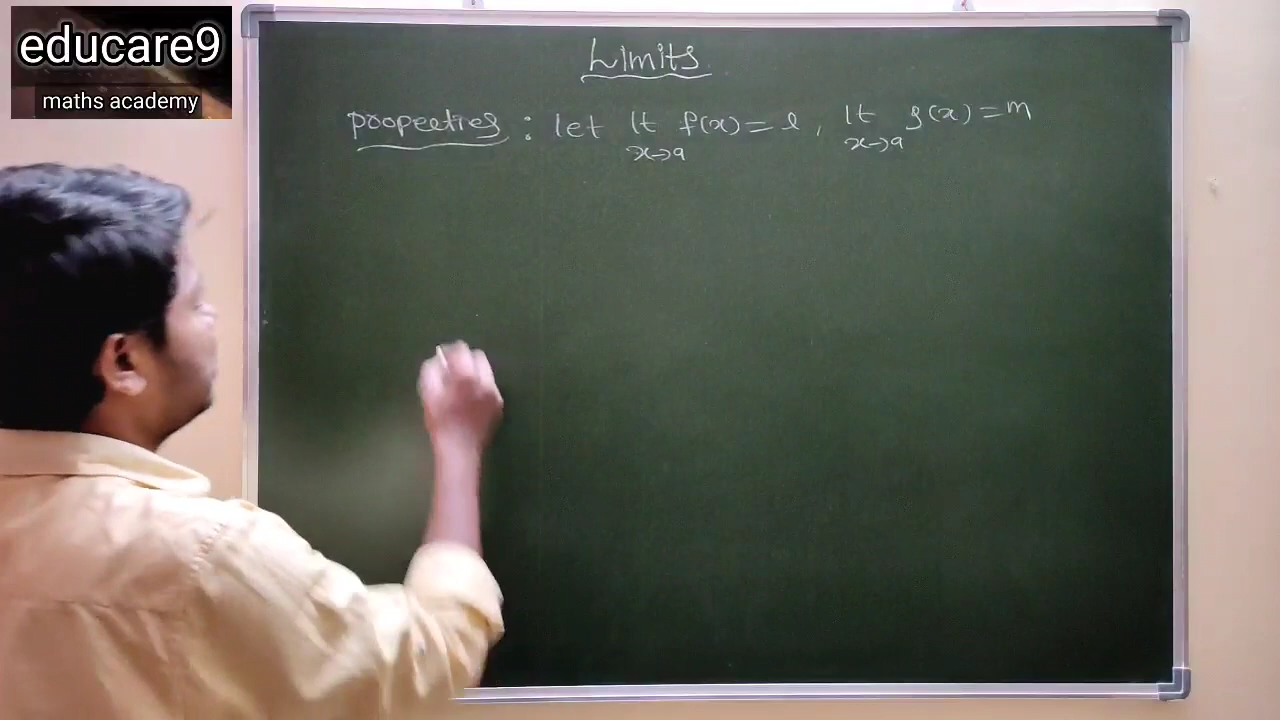 educare9
maths academy
Limits
properties : let lt f(x) = l, lt g(x) = m
x→a x→a